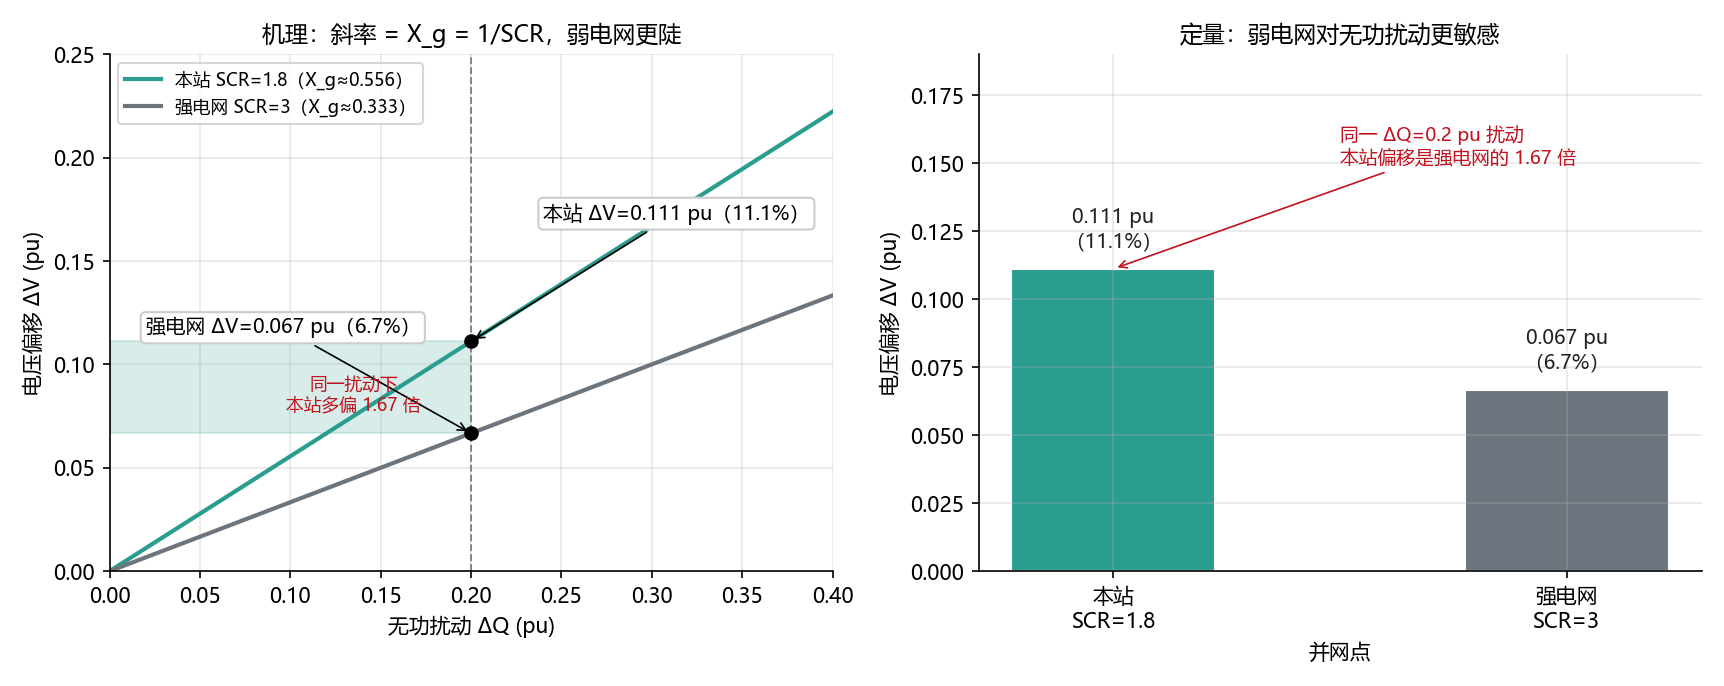 机理：斜率 = X_g = 1/SCR，弱电网更陡
0.25
0.20
0.15
0.10
0.05
0.00
电压偏移 ΔV (pu)
本站 SCR=1.8（X_g≈0.556）
强电网 SCR=3（X_g≈0.333）
本站 ΔV=0.111 pu（11.1%）
强电网 ΔV=0.067 pu（6.7%）
同一扰动下
本站多偏 1.67 倍
0.00 0.05 0.10 0.15 0.20 0.25 0.30 0.35 0.40
无功扰动 ΔQ (pu)
定量：弱电网对无功扰动更敏感
0.175
0.150
0.125
0.100
0.075
0.050
0.025
0.000
电压偏移 ΔV (pu)
同一 ΔQ=0.2 pu 扰动
本站偏移是强电网的 1.67 倍
0.111 pu
(11.1%)
0.067 pu
(6.7%)
本站
SCR=1.8
强电网
SCR=3
并网点